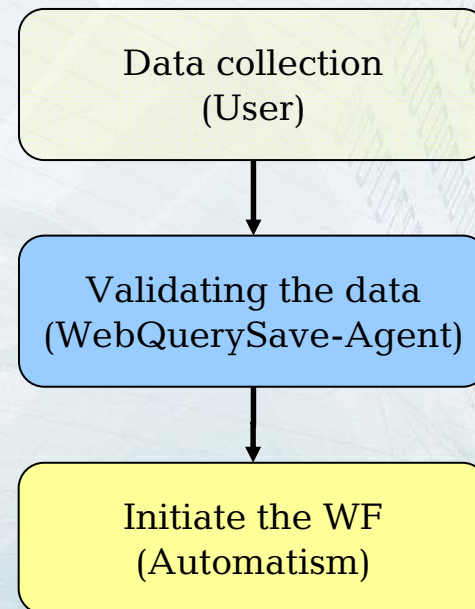 Data collection
(User)
Validating the data
(WebQuerySave-Agent)
Initiate the WF
(Automatism)